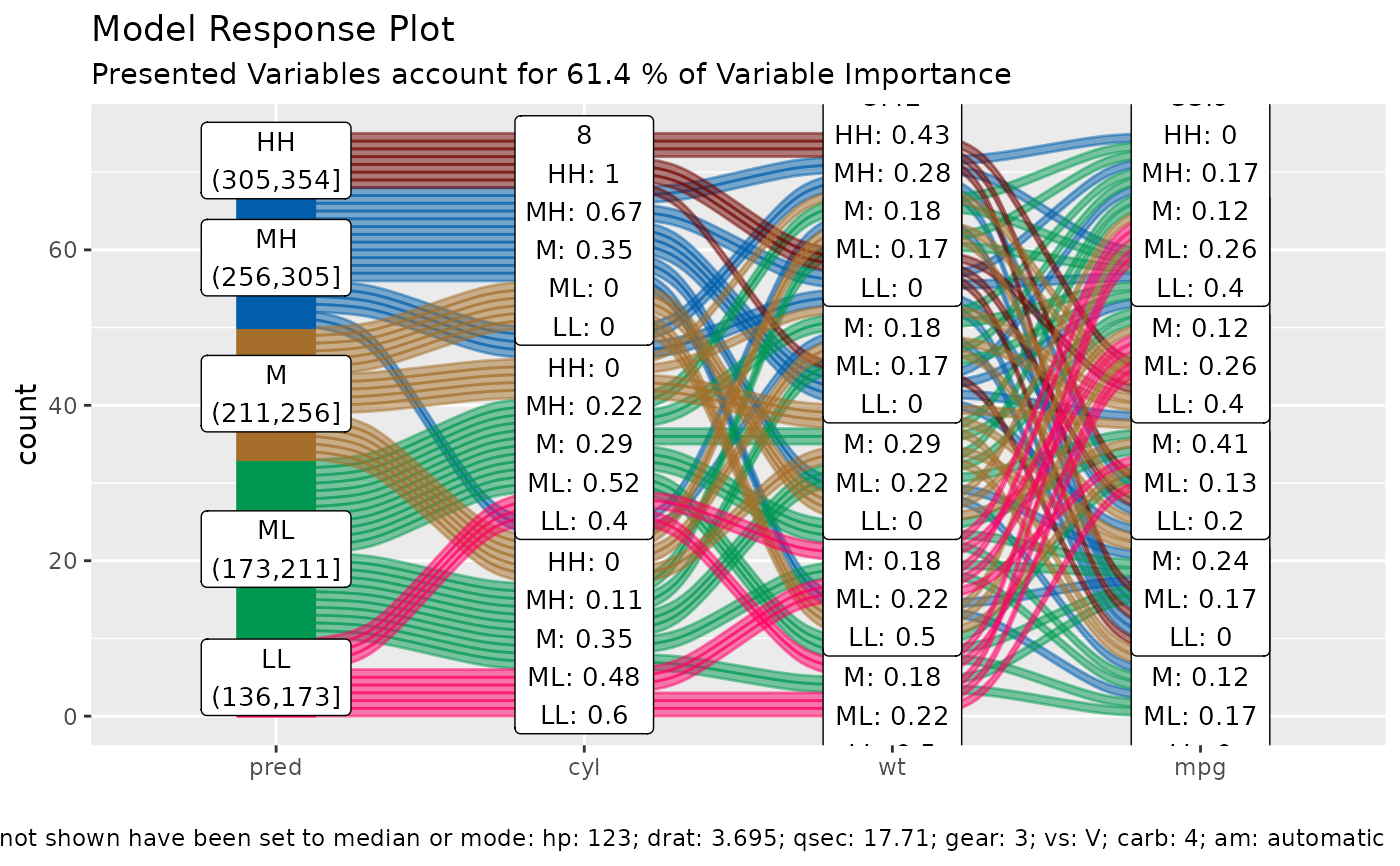 Model Response Plot
Presented Variables account for 61.4 % of Variable Importance
count
60
40
20
0
HH
(305,354]
MH
(256,305]
M
(211,256]
ML
(173,211]
LL
(136,173]
8
HH: 1
MH: 0.67
M: 0.35
ML: 0
LL: 0
HH: 0
MH: 0.22
M: 0.29
ML: 0.52
LL: 0.4
HH: 0
MH: 0.11
M: 0.35
ML: 0.48
LL: 0.6
HH: 0.43
MH: 0.28
M: 0.18
ML: 0.17
LL: 0
M: 0.18
ML: 0.17
LL: 0
M: 0.29
ML: 0.22
LL: 0
M: 0.18
ML: 0.22
LL: 0.5
M: 0.18
ML: 0.22
HH: 0
MH: 0.17
M: 0.12
ML: 0.26
LL: 0.4
M: 0.12
ML: 0.26
LL: 0.4
M: 0.41
ML: 0.13
LL: 0.2
M: 0.24
ML: 0.17
LL: 0
M: 0.12
ML: 0.17
pred
cyl
wt
mpg
not shown have been set to median or mode: hp: 123; drat: 3.695; qsec: 17.71; gear: 3; vs: V; carb: 4; am: automatic